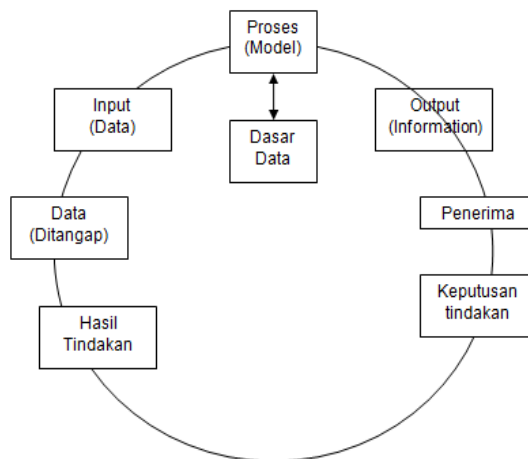 Proses
(Model)
Input
(Data)
Output
(Information)
Dasar
Data
Data
(Ditangap)
Penerima
Keputusan
tindakan
Hasil
Tindakan